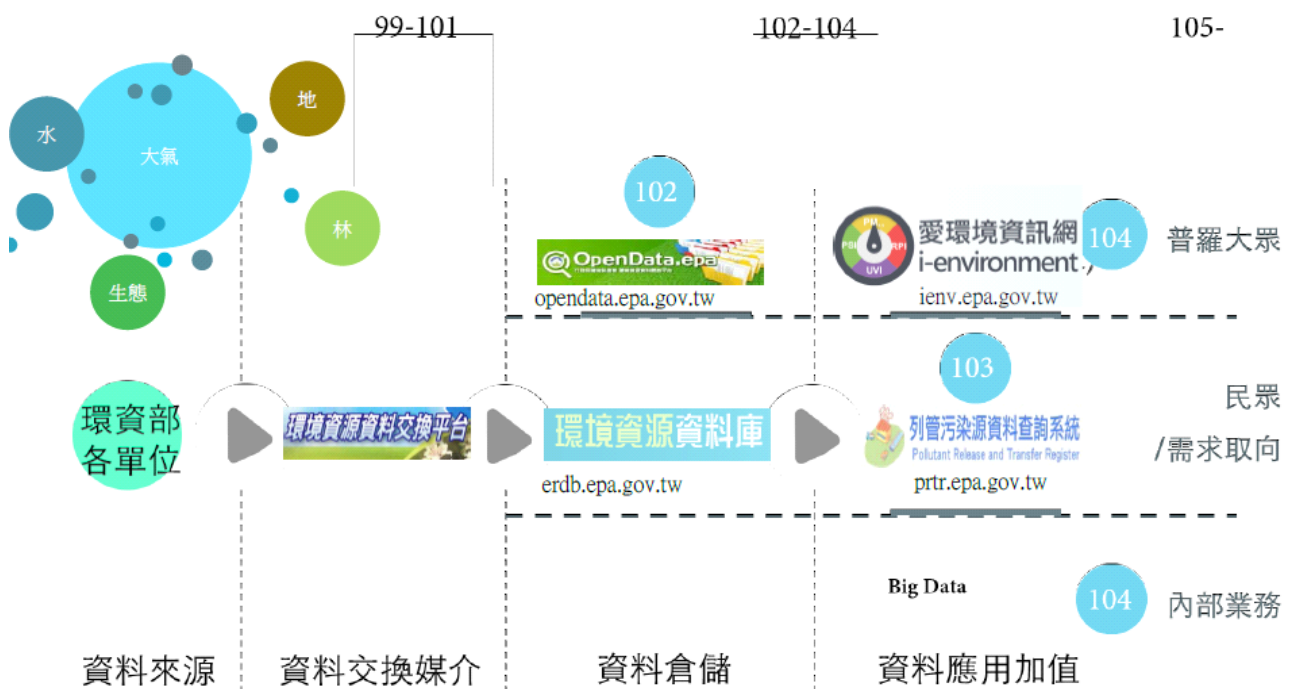 99-101
102-104
105-
水
大氣
地
林
生態
102
OpenData.epa
opendata.epa.gov.tw
PSI
RPI
UVI
愛環境資訊網
i-environment
ienv.epa.gov.tw
104
普羅大眾
環資部
各單位
環境資源資料交換平台
環境資源資料庫
erdb.epa.gov.tw
103
列管污染源資料查詢系統
Pollutant Release and Transfer Register
prtr.epa.gov.tw
民眾
/需求取向
Big Data
104
內部業務
資料來源
資料交換媒介
資料倉儲
資料應用加值